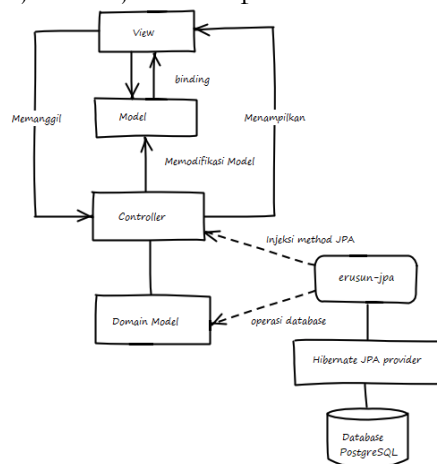 View
binding
Memanggil
Model
Menampilkan
Memodifikasi Model
Controller
Injeksi method JPA
erusun-jpa
Domain Model
operasi database
Hibernate JPA provider
Database
PostgreSQL